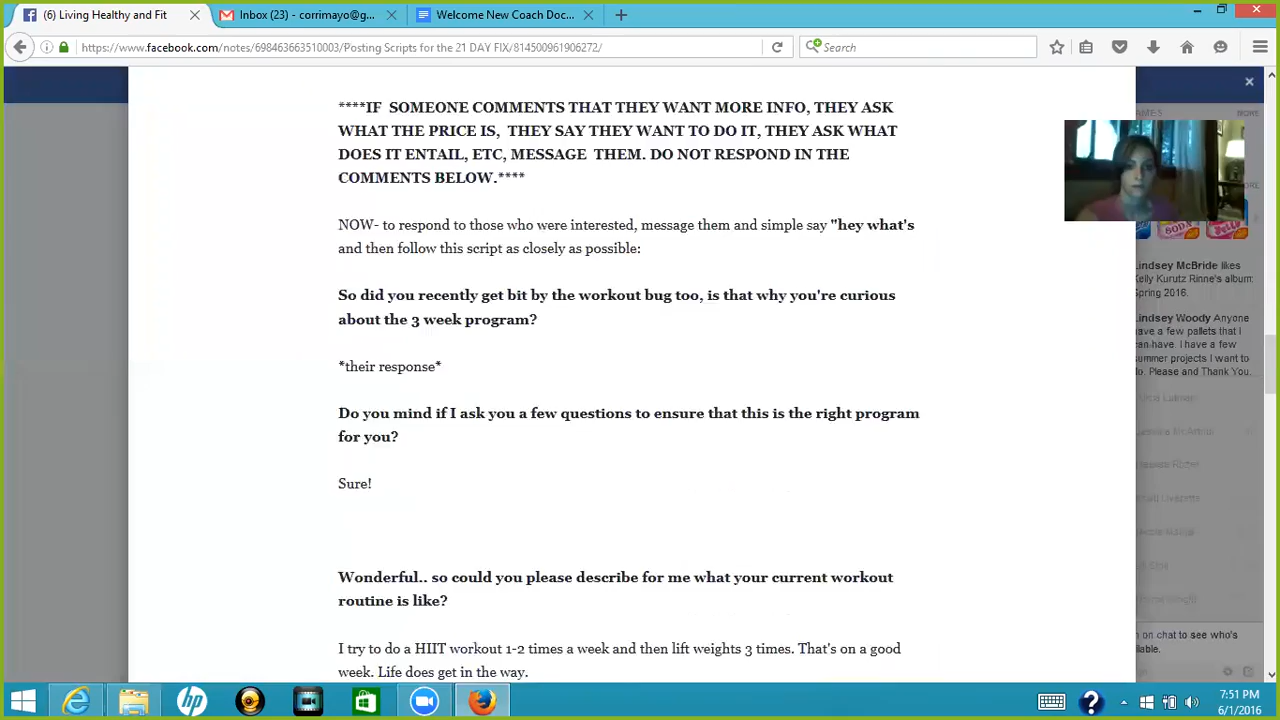 (6) Living Healthy and Fit
Inbox (23) - corrimayo@g...
Welcome New Coach Doc...
https://www.facebook.com/notes/698463663510003/Posting Scripts for the 21 DAY FIX/814500961906272/
Search
****IF SOMEONE COMMENTS THAT THEY WANT MORE INFO, THEY ASK
WHAT THE PRICE IS, THEY SAY THEY WANT TO DO IT, THEY ASK WHAT
DOES IT ENTAIL, ETC, MESSAGE THEM. DO NOT RESPOND IN THE
COMMENTS BELOW.****
NOW- to respond to those who were interested, message them and simple say "hey what's
and then follow this script as closely as possible:
So did you recently get bit by the workout bug too, is that why you're curious
about the 3 week program?
*their response*
Do you mind if I ask you a few questions to ensure that this is the right program
for you?
Sure!
Wonderful.. so could you please describe for me what your current workout
routine is like?
I try to do a HIIT workout 1-2 times a week and then lift weights 3 times. That's on a good
week. Life does get in the way.
AMES
MORE
ORE
SODA
Jelly
Lindsey McBride likes
Kelly Kurutz Rinne's album
Spring 2016.
Lindsey Woody Anyone
have a few pallets that I
can have. I have a few
summer projects I want to
do. Please and Thank You.
n on chat to see who's
ailable.
hp
7:51 PM
6/1/2016